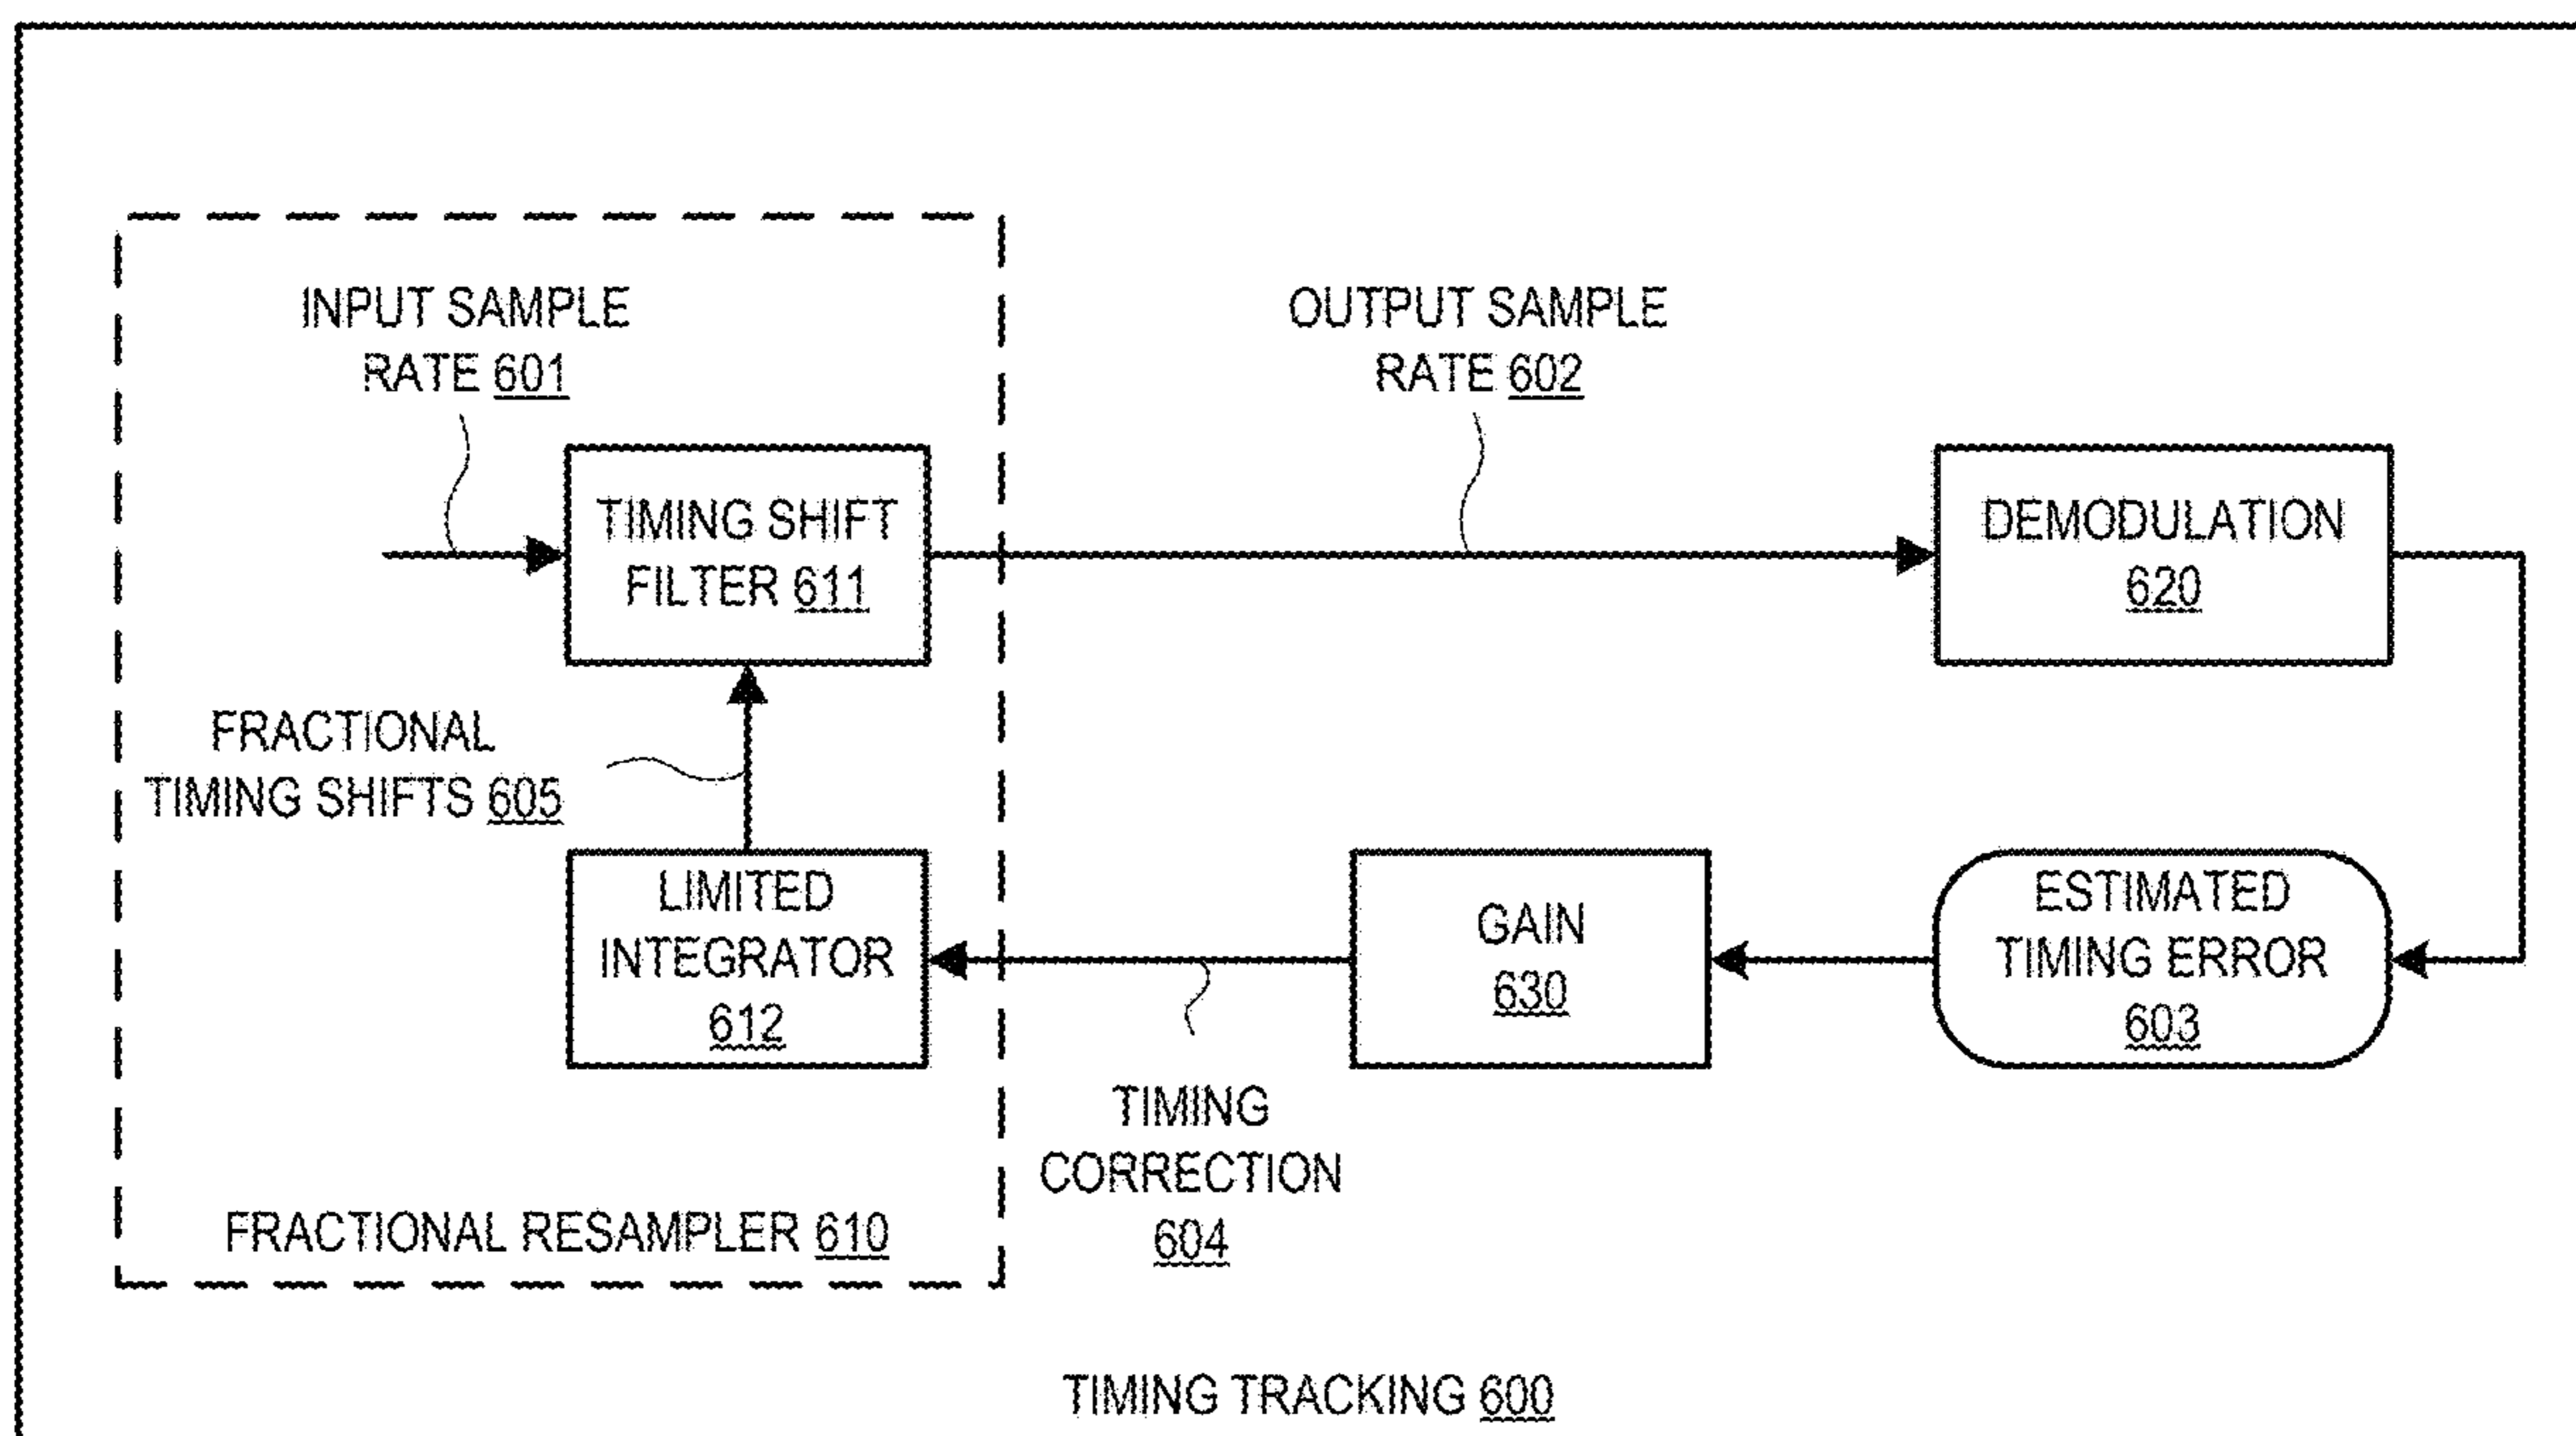 INPUT SAMPLE
RATE 601
OUTPUT SAMPLE
RATE 602
TIMING SHIFT
FILTER 611
DEMODULATION
620
FRACTIONAL
TIMING SHIFTS 605
LIMITED
INTEGRATOR
612
GAIN
630
ESTIMATED
TIMING ERROR
603
TIMING
CORRECTION
604
FRACTIONAL RESAMPLER 610
TIMING TRACKING 600